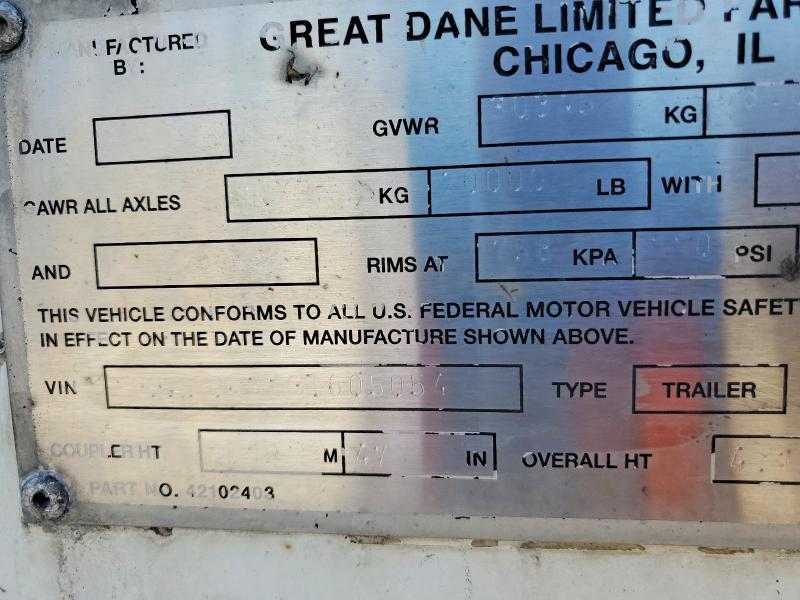 MANUFACTURED GREAT DANE LIMITED
BY: CHICAGO, IL
DATE GVWR KG
GAWR ALL AXLES KG LB WITH
AND RIMS AT KPA PSI
THIS VEHICLE CONFORMS TO ALL U.S. FEDERAL MOTOR VEHICLE SAFET
IN EFFECT ON THE DATE OF MANUFACTURE SHOWN ABOVE.
VIN 605054 TYPE TRAILER
COUPLER HT M 47 IN OVERALL HT
PART NO. 42102403